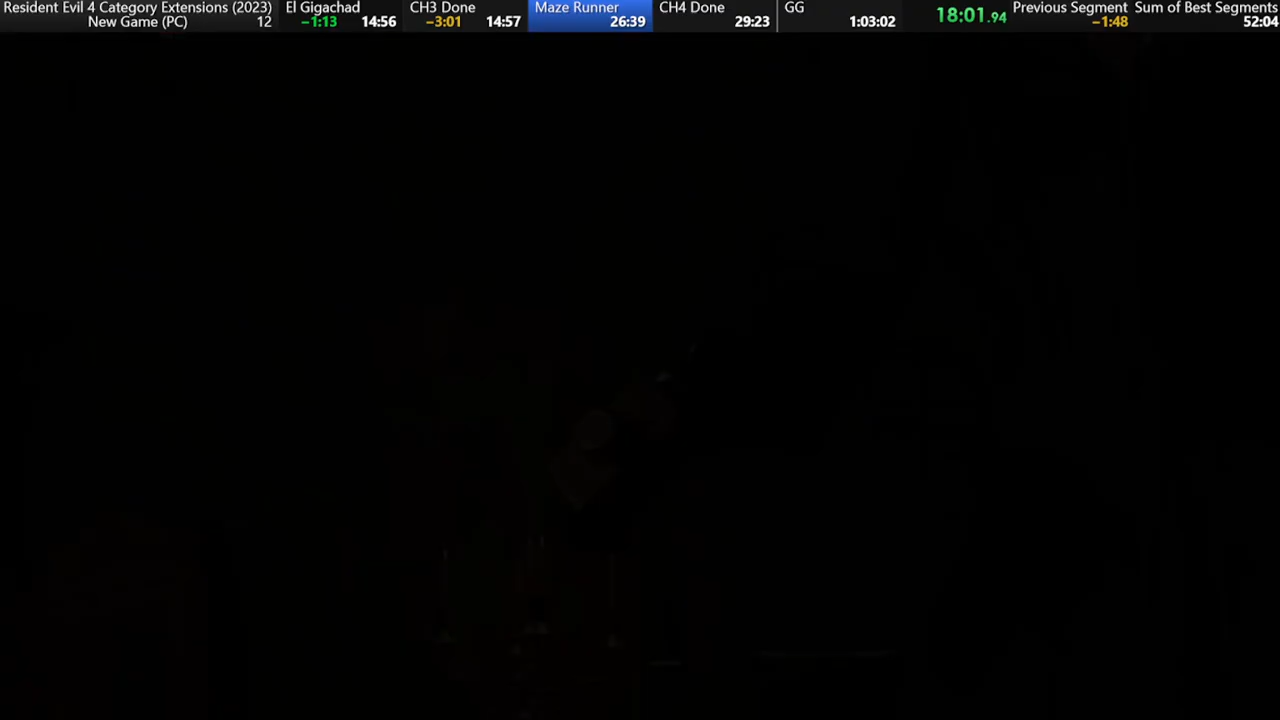 Resident Evil 4 Category Extensions (2023)
New Game (PC) 12
El Gigachad
−1:13 14:56
CH3 Done
−3:01 14:57
Maze Runner
26:39
CH4 Done
29:23
GG
1:03:02
18:01.94
Previous Segment
−1:48
Sum of Best Segments
52:04